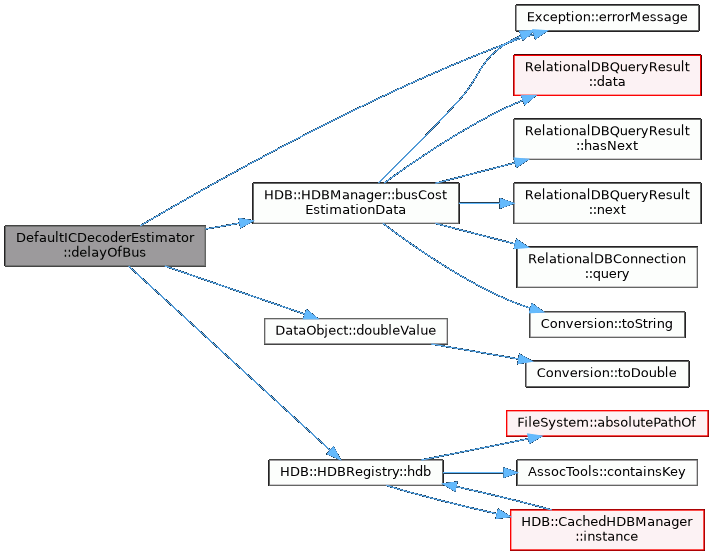 Exception::errorMessage
RelationalDBQueryResult
::data
RelationalDBQueryResult
::hasNext
HDB::HDBManager::busCost
EstimationData
RelationalDBQueryResult
::next
DefaultICDecoderEstimator
::delayOfBus
RelationalDBConnection
::query
Conversion::toString
DataObject::doubleValue
Conversion::toDouble
FileSystem::absolutePathOf
HDB::HDBRegistry::hdb
AssocTools::containsKey
HDB::CachedHDBManager
::instance